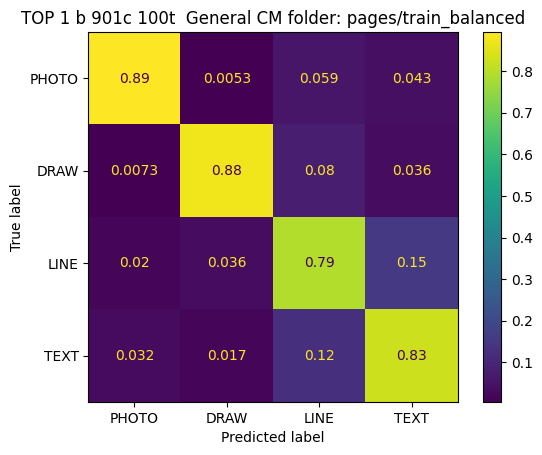 TOP 1 b 901c 100t  General CM folder: pages/train_balanced
True label
PHOTO 0.89 0.0053 0.059 0.043
DRAW 0.0073 0.88 0.08 0.036
LINE 0.02 0.036 0.79 0.15
TEXT 0.032 0.017 0.12 0.83
PHOTO DRAW LINE TEXT
Predicted label
0.8
0.7
0.6
0.5
0.4
0.3
0.2
0.1